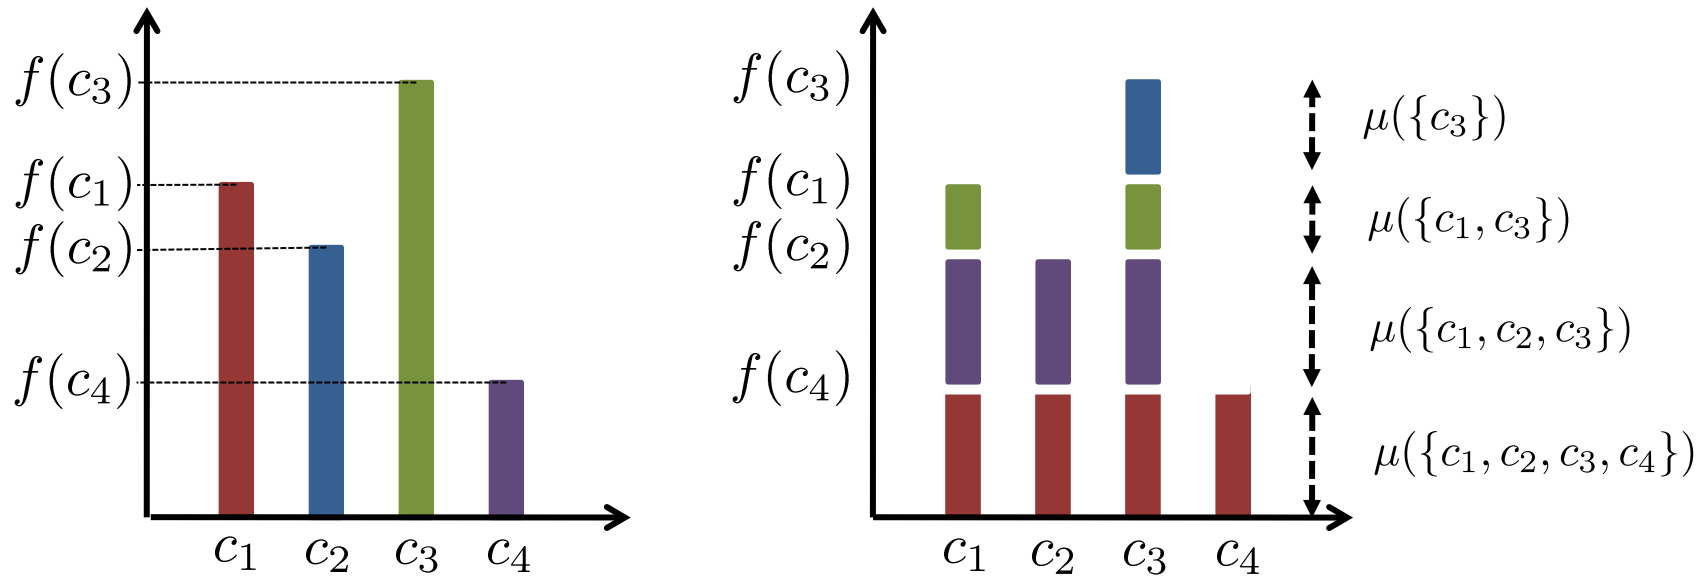 f(c₃)
f(c₁)
f(c₂)
f(c₄)
c₁ c₂ c₃ c₄
f(c₃)
f(c₁)
f(c₂)
f(c₄)
c₁ c₂ c₃ c₄
μ({c₃})
μ({c₁, c₃})
μ({c₁, c₂, c₃})
μ({c₁, c₂, c₃, c₄})